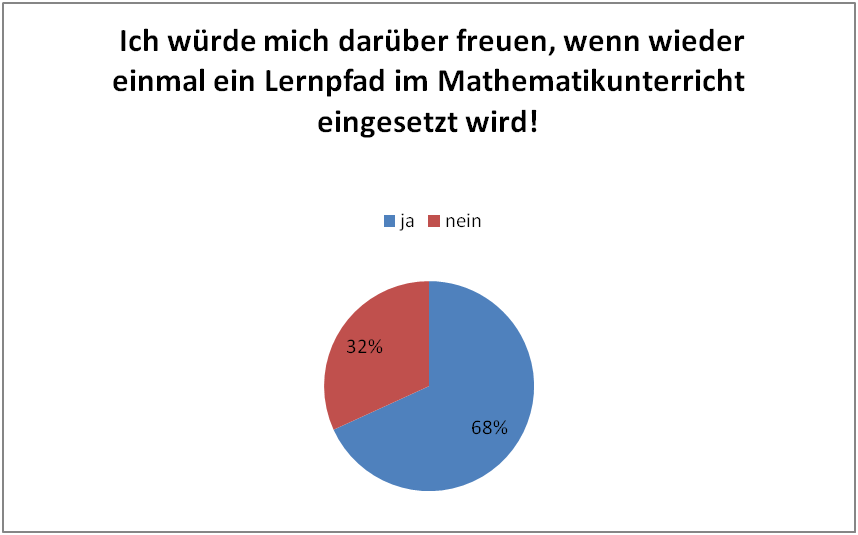 Ich würde mich darüber freuen, wenn wieder
einmal ein Lernpfad im Mathematikunterricht
eingesetzt wird!
ja nein
32%
68%